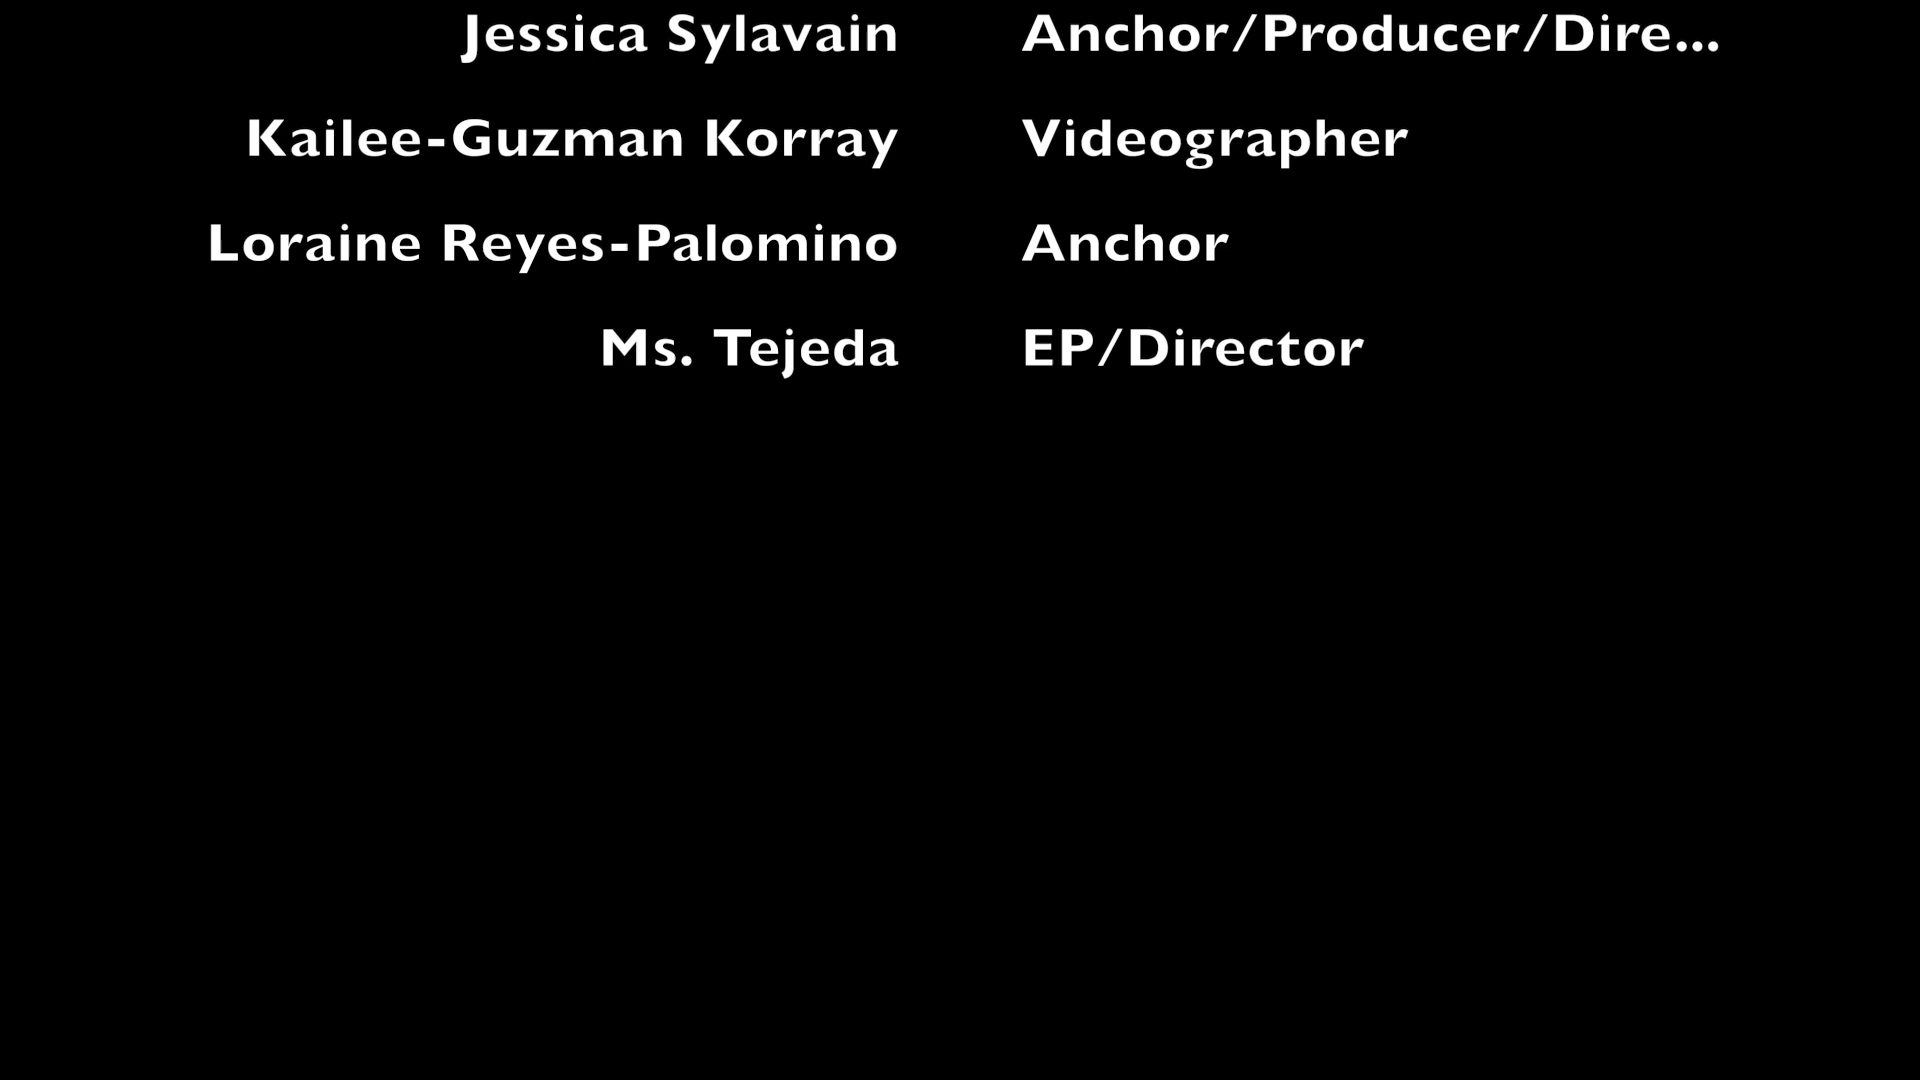 Jessica Sylavain Anchor/Producer/Dire...
Kailee-Guzman Korray Videographer
Loraine Reyes-Palomino Anchor
Ms. Tejeda EP/Director